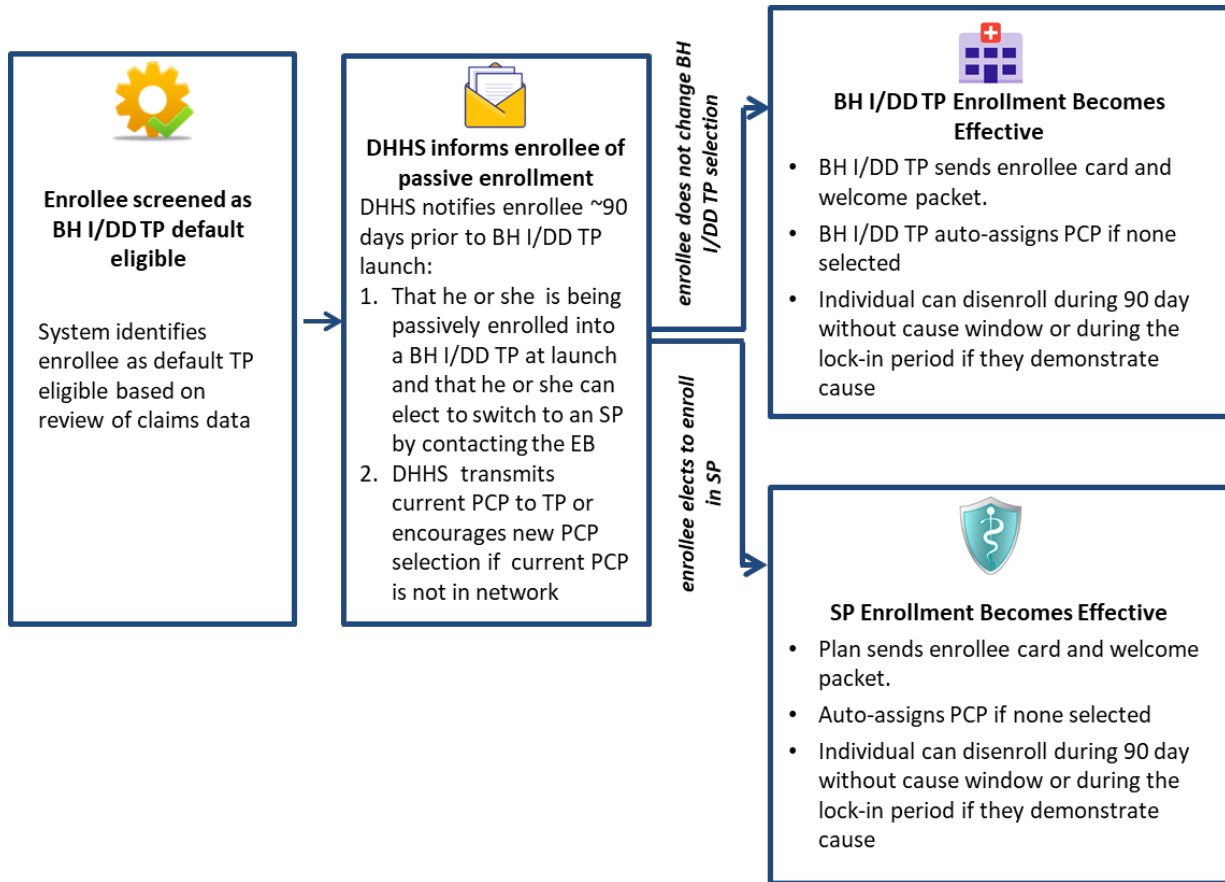 Enrollee screened as
BH I/DD TP default
eligible
System identifies
enrollee as default TP
eligible based on
review of claims data
DHHS informs enrollee of
passive enrollment
DHHS notifies enrollee ~90
days prior to BH I/DD TP
launch:
1. That he or she is being
passively enrolled into
a BH I/DD TP at launch
and that he or she can
elect to switch to an SP
by contacting the EB
2. DHHS transmits
current PCP to TP or
encourages new PCP
selection if current PCP
is not in network
enrollee does not change BH
I/DD TP selection
enrollee elects to enroll
in SP
BH I/DD TP Enrollment Becomes
Effective
• BH I/DD TP sends enrollee card and
welcome packet.
• BH I/DD TP auto-assigns PCP if none
selected
• Individual can disenroll during 90 day
without cause window or during the
lock-in period if they demonstrate
cause
SP Enrollment Becomes Effective
• Plan sends enrollee card and welcome
packet.
• Auto-assigns PCP if none selected
• Individual can disenroll during 90 day
without cause window or during the
lock-in period if they demonstrate
cause